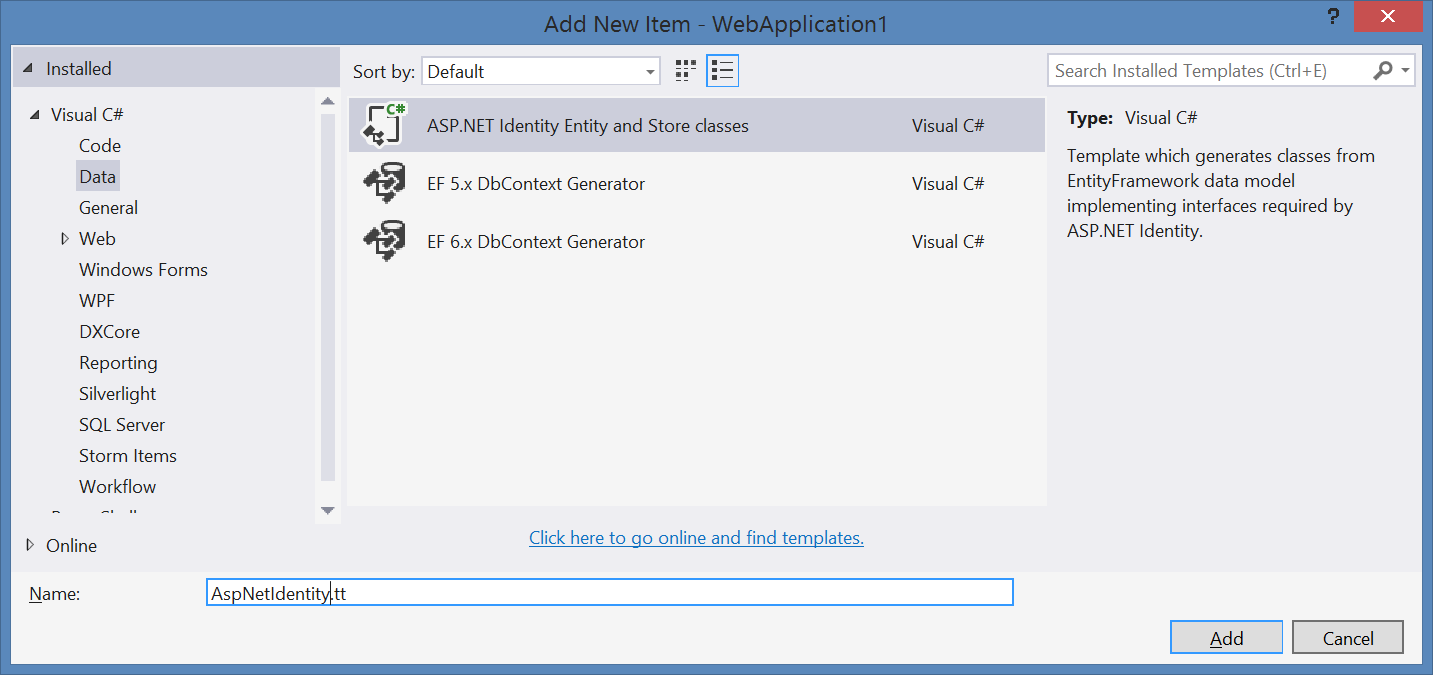 Add New Item - WebApplication1
?
Installed
Visual C#
Code
Data
General
Web
Windows Forms
WPF
DXCore
Reporting
Silverlight
SQL Server
Storm Items
Workflow
Online
Sort by: Default
C#
ASP.NET Identity Entity and Store classes Visual C#
EF 5.x DbContext Generator Visual C#
EF 6.x DbContext Generator Visual C#
Click here to go online and find templates.
Search Installed Templates (Ctrl+E)
Type: Visual C#
Template which generates classes from
EntityFramework data model
implementing interfaces required by
ASP.NET Identity.
Name: AspNetIdentity.tt
Add Cancel